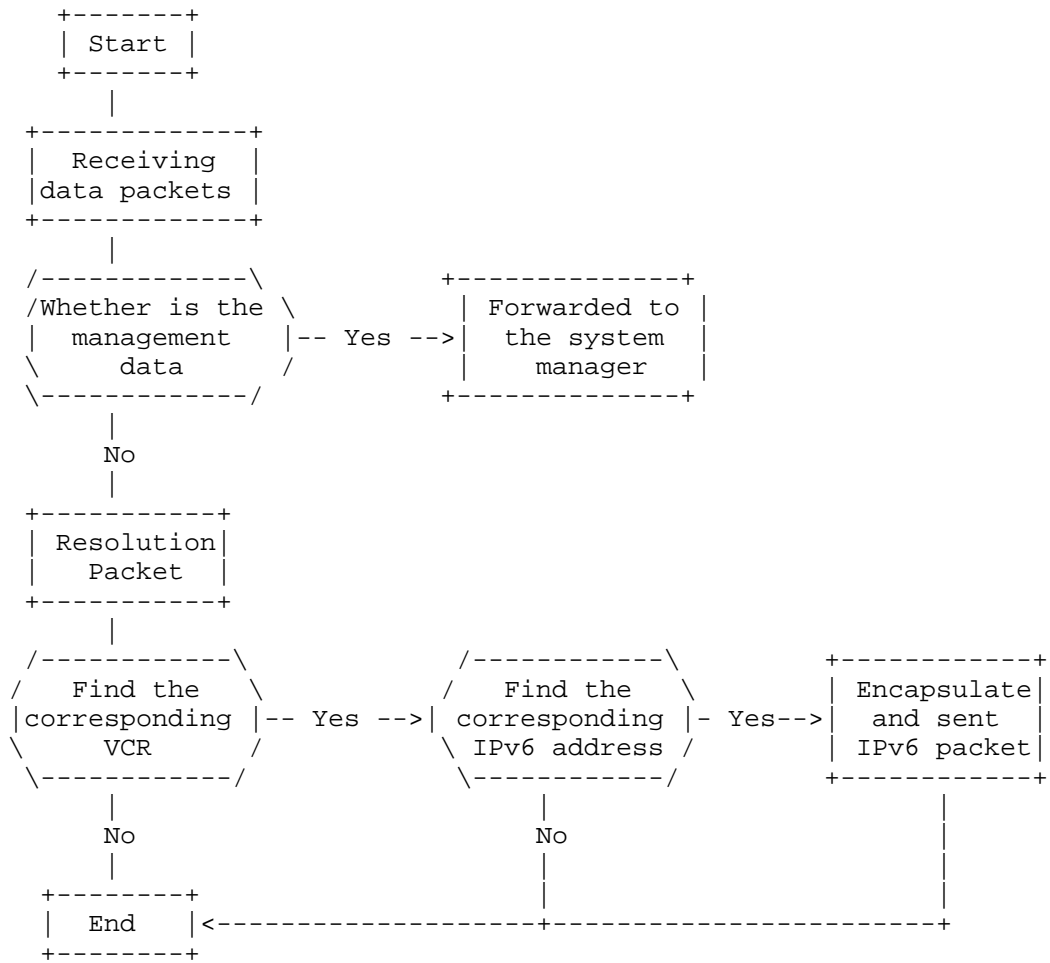 Start
Receiving
data packets
Whether is the
management
data
Yes
Forwarded to
the system
manager
No
Resolution
Packet
Find the
corresponding
VCR
Yes
Find the
corresponding
IPv6 address
Yes
Encapsulate
and sent
IPv6 packet
No
No
End